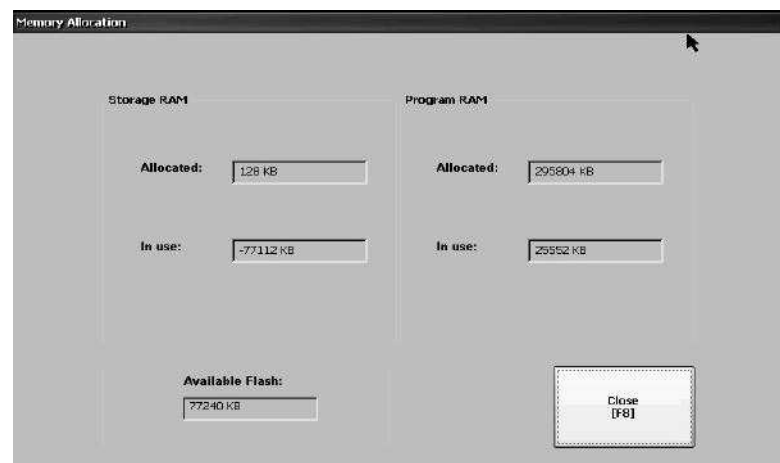 Memory Allocation
Storage RAM
Allocated: 128 KB
In use: -77112 KB
Program RAM
Allocated: 295804 KB
In use: 25552 KB
Available Flash:
77240 KB
Close
[F8]